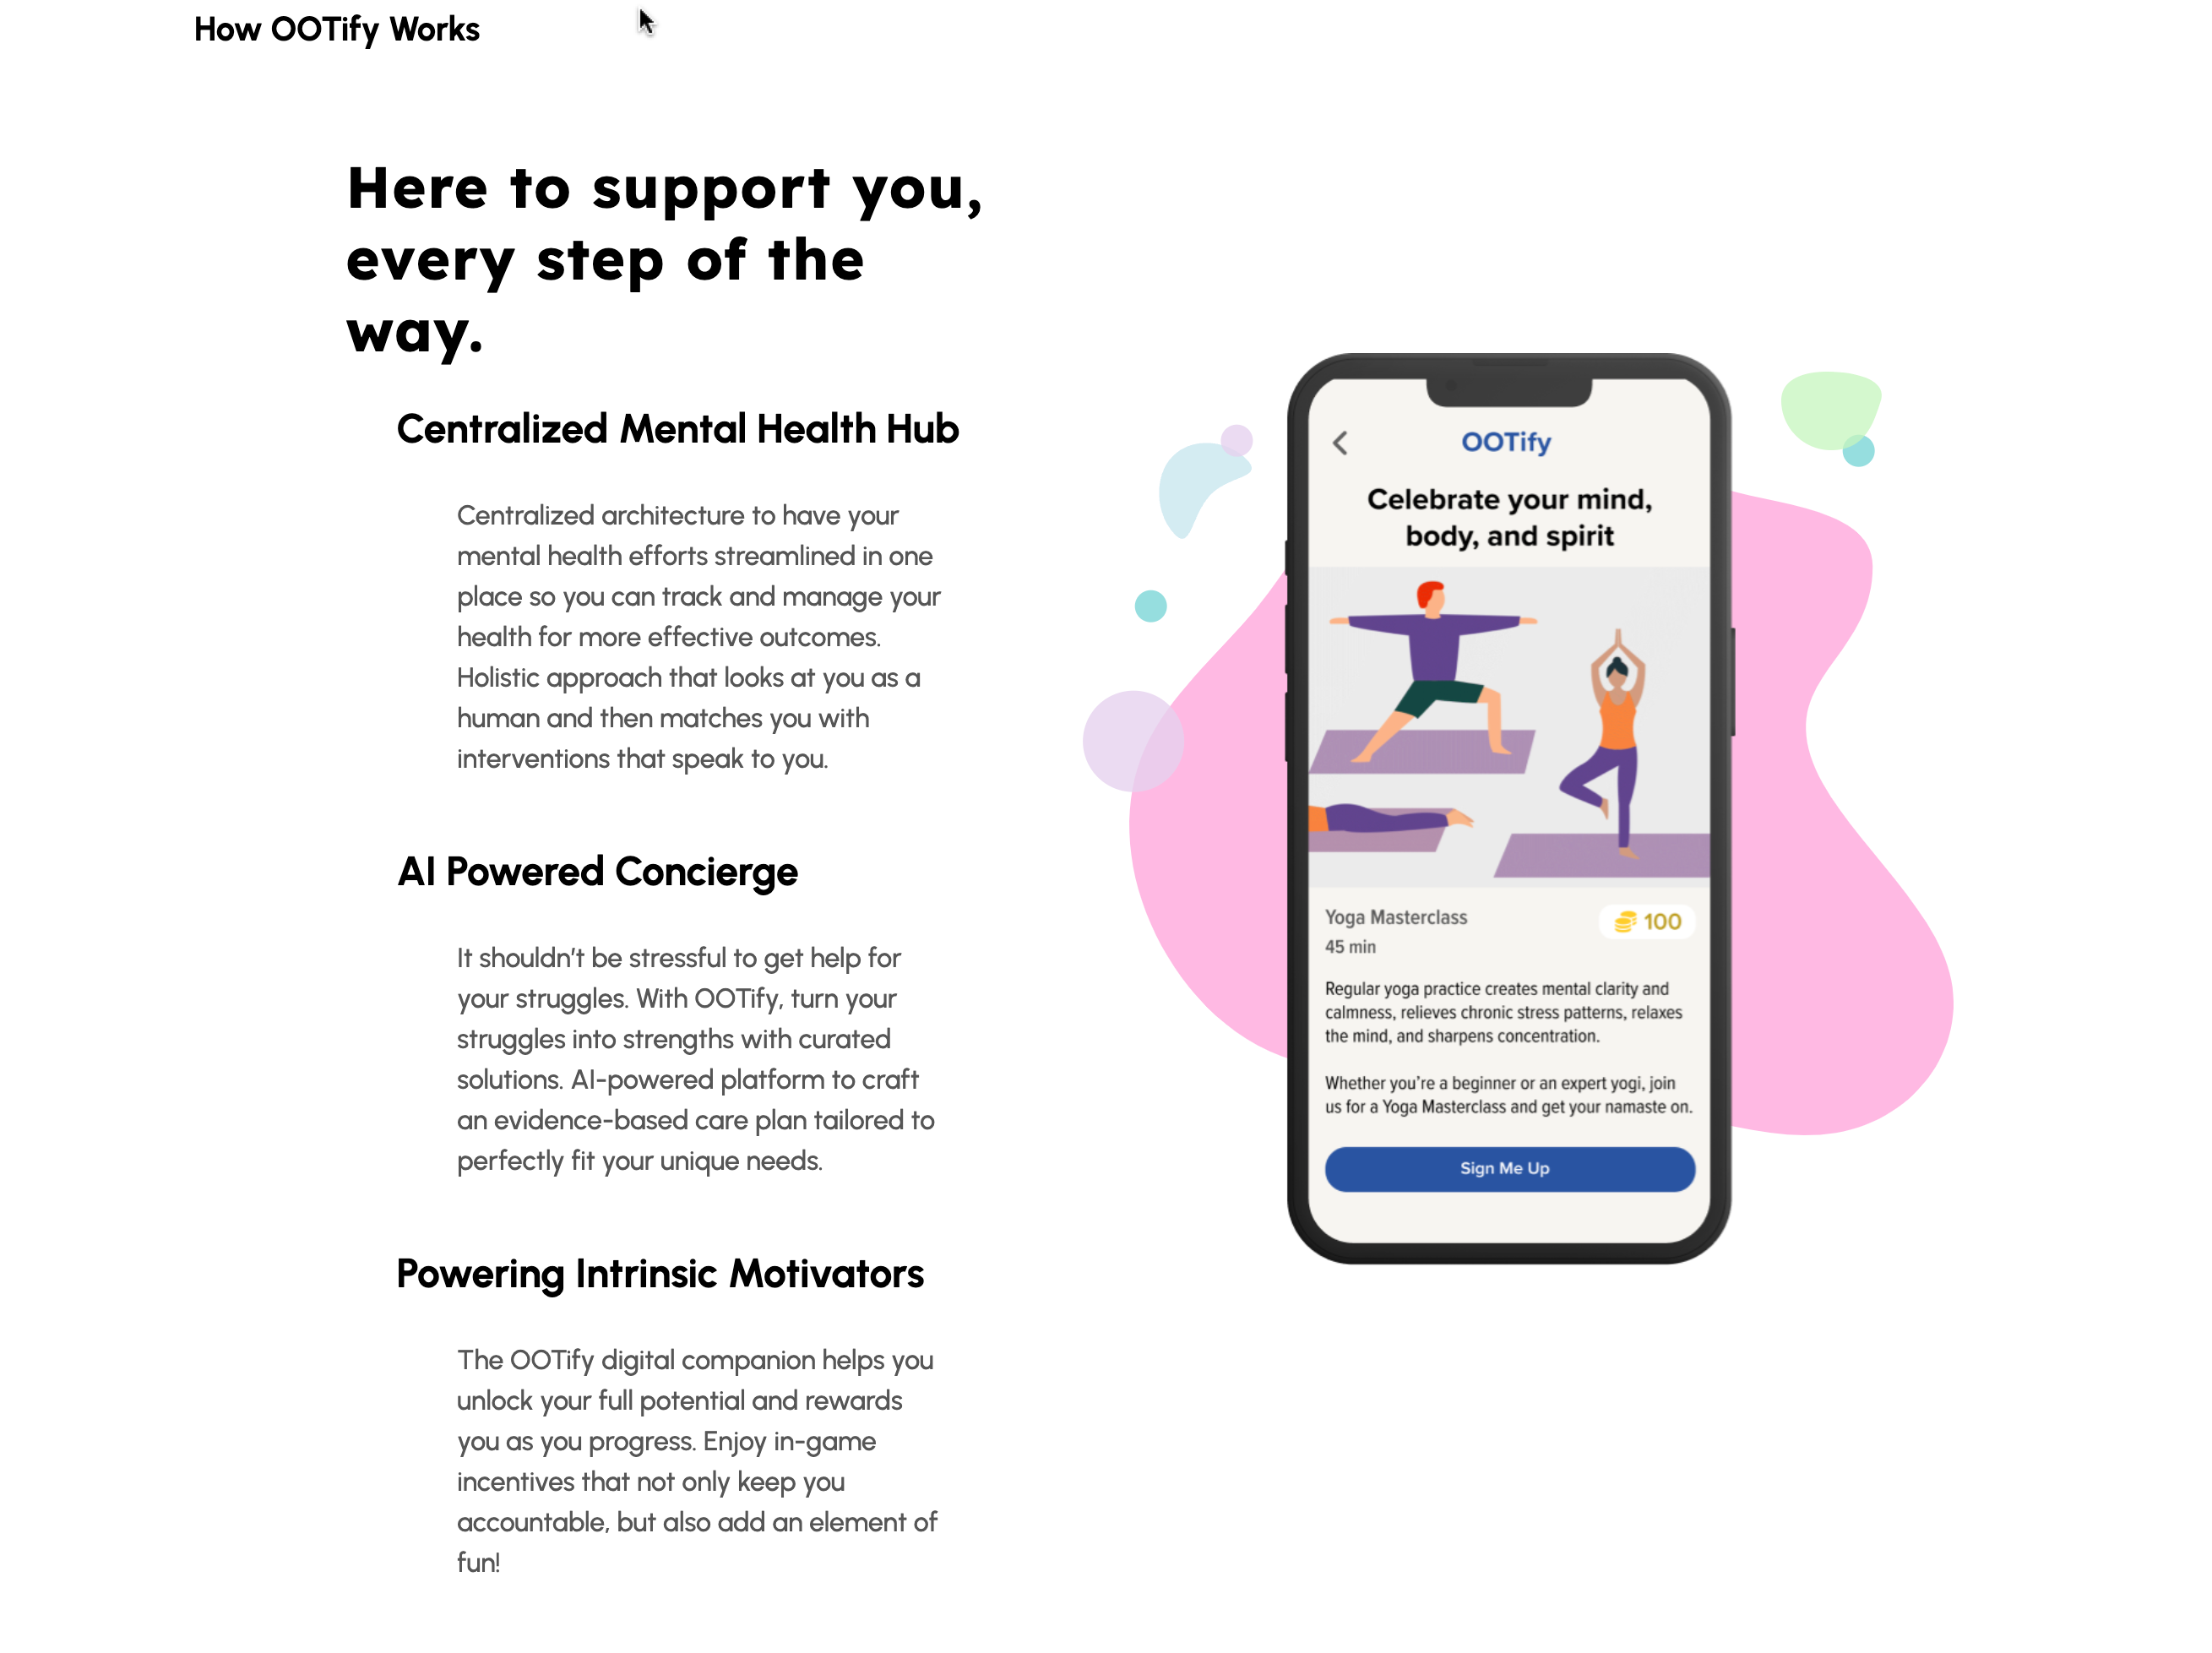 How OOTify Works
Here to support you,
every step of the
way.
Centralized Mental Health Hub
Centralized architecture to have your
mental health efforts streamlined in one
place so you can track and manage your
health for more effective outcomes.
Holistic approach that looks at you as a
human and then matches you with
interventions that speak to you.
AI Powered Concierge
It shouldn't be stressful to get help for
your struggles. With OOTify, turn your
struggles into strengths with curated
solutions. AI-powered platform to craft
an evidence-based care plan tailored to
perfectly fit your unique needs.
Powering Intrinsic Motivators
The OOTify digital companion helps you
unlock your full potential and rewards
you as you progress. Enjoy in-game
incentives that not only keep you
accountable, but also add an element of
fun!
OOTify
Celebrate your mind,
body, and spirit
Yoga Masterclass
100
45 min
Regular yoga practice creates mental clarity and
calmness, relieves chronic stress patterns, relaxes
the mind, and sharpens concentration.
Whether you're a beginner or an expert yogi, join
us for a Yoga Masterclass and get your namaste on.
Sign Me Up